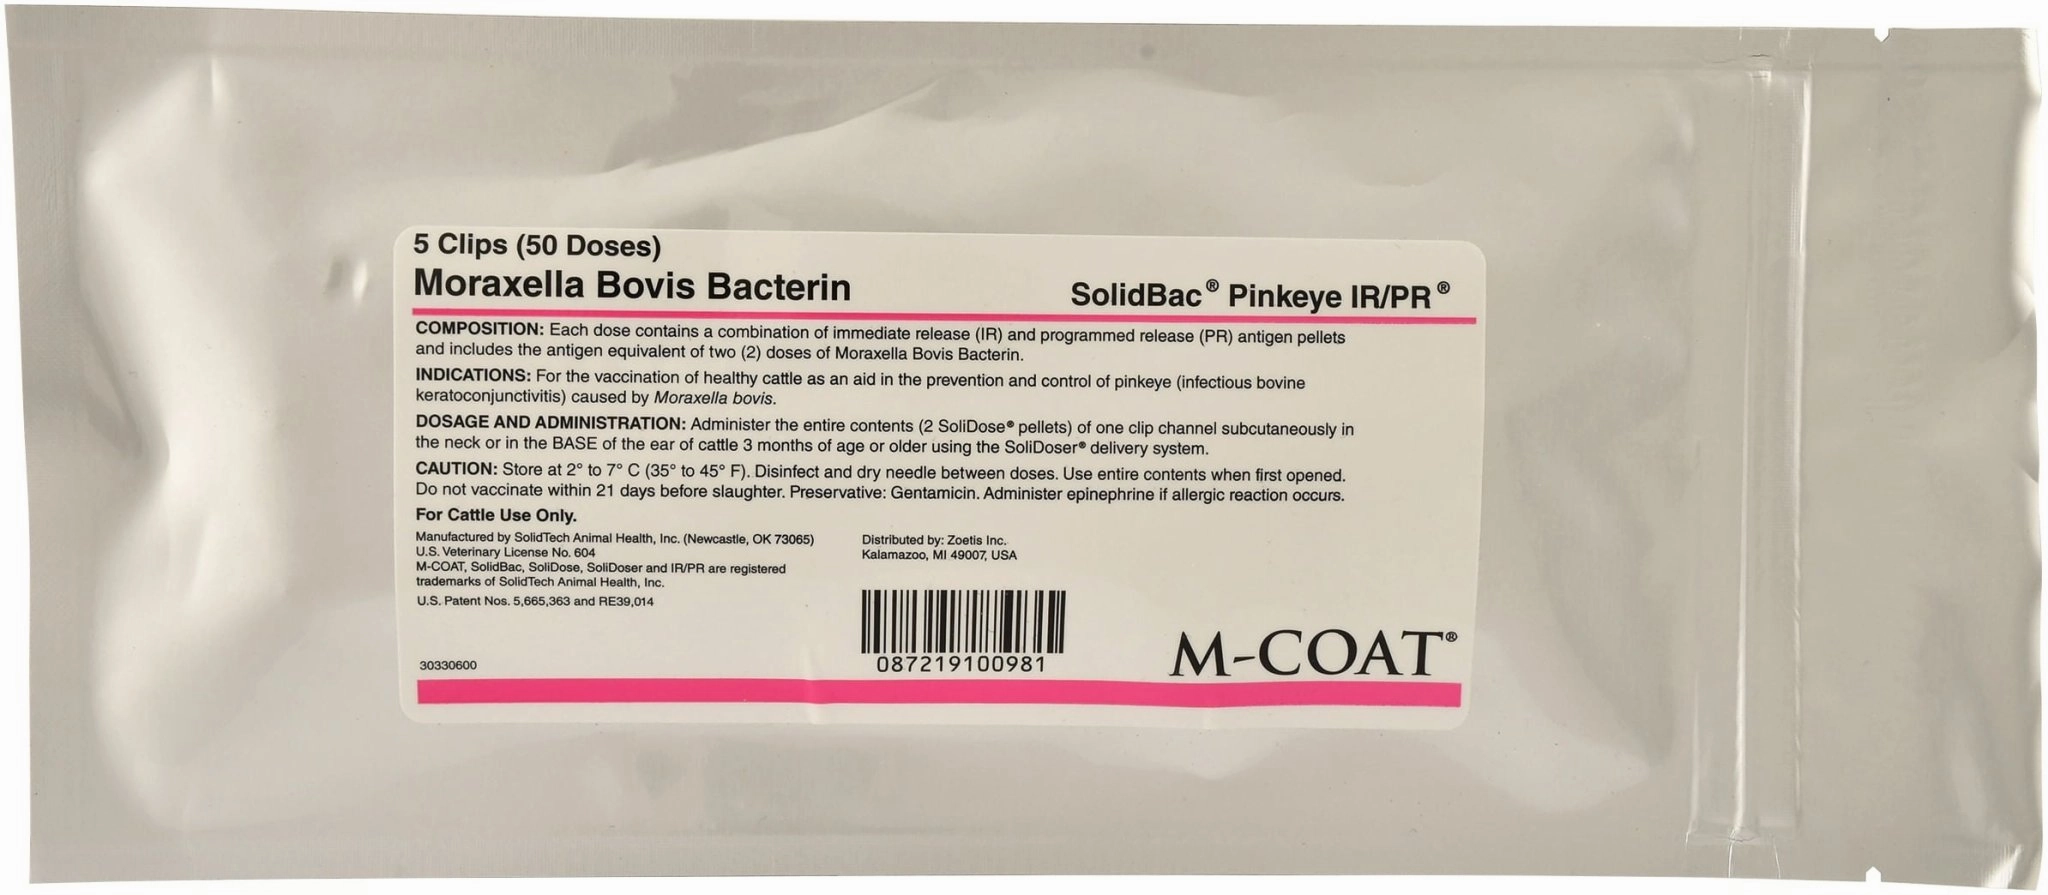 5 Clips (50 Doses)
Moraxella Bovis Bacterin
SolidBac® Pinkeye IR/PR®
COMPOSITION: Each dose contains a combination of immediate release (IR) and programmed release (PR) antigen pellets
and includes the antigen equivalent of two (2) doses of Moraxella Bovis Bacterin.
INDICATIONS: For the vaccination of healthy cattle as an aid in the prevention and control of pinkeye (infectious bovine
keratoconjunctivitis) caused by Moraxella bovis.
DOSAGE AND ADMINISTRATION: Administer the entire contents (2 SoliDose® pellets) of one clip channel subcutaneously in
the neck or in the BASE of the ear of cattle 3 months of age or older using the SoliDoser® delivery system.
CAUTION: Store at 2° to 7° C (35° to 45° F). Disinfect and dry needle between doses. Use entire contents when first opened.
Do not vaccinate within 21 days before slaughter. Preservative: Gentamicin. Administer epinephrine if allergic reaction occurs.
For Cattle Use Only.
Manufactured by SolidTech Animal Health, Inc. (Newcastle, OK 73065)
U.S. Veterinary License No. 604
M-COAT, SolidBac, SoliDose, SoliDoser and IR/PR are registered
trademarks of SolidTech Animal Health, Inc.
U.S. Patent Nos. 5,665,363 and RE39,014
Distributed by: Zoetis Inc.
Kalamazoo, MI 49007, USA
30330600
087219100981
M-COAT®